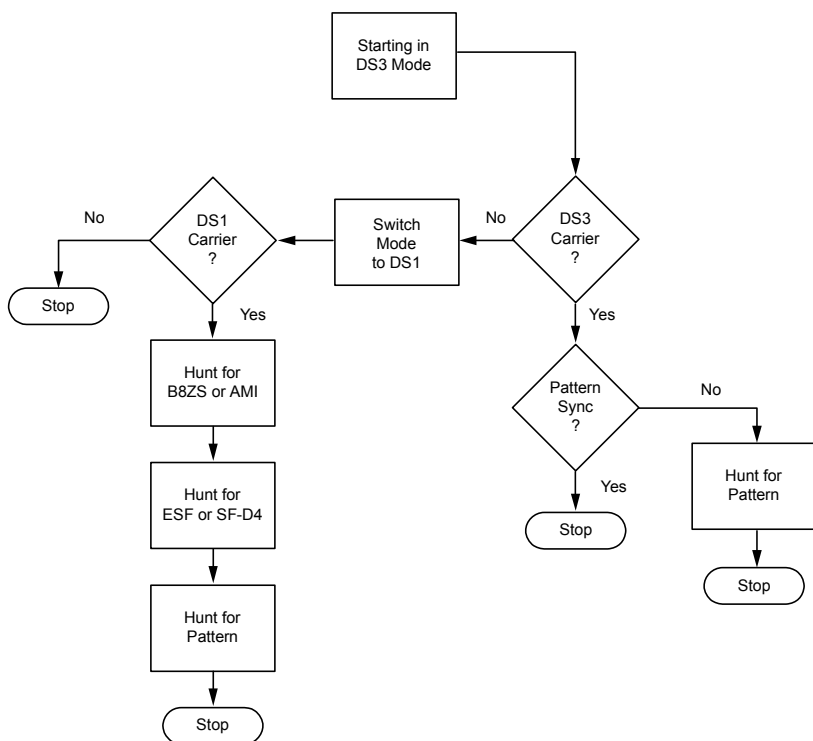 Starting in
DS3 Mode
No
DS1
Carrier
?
Switch
Mode
to DS1
No
DS3
Carrier
?
Stop
Yes
Yes
Hunt for
B8ZS or AMI
Pattern
Sync
?
No
Hunt for
ESF or SF-D4
Yes
Hunt for
Pattern
Stop
Stop
Hunt for
Pattern
Stop